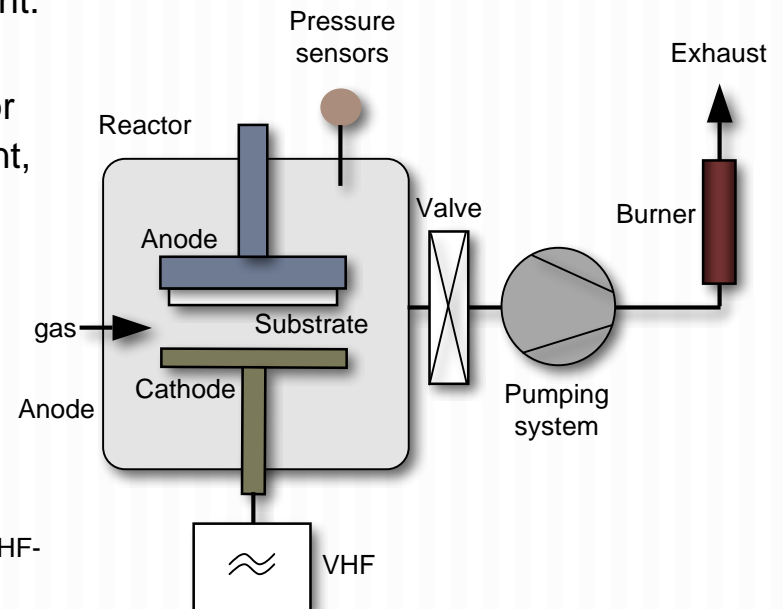 nt.
Pressure
sensors
Exhaust
or
Reactor
nt,
Valve
Burner
Anode
gas
Substrate
Cathode
Anode
Pumping
system
HF-
VHF